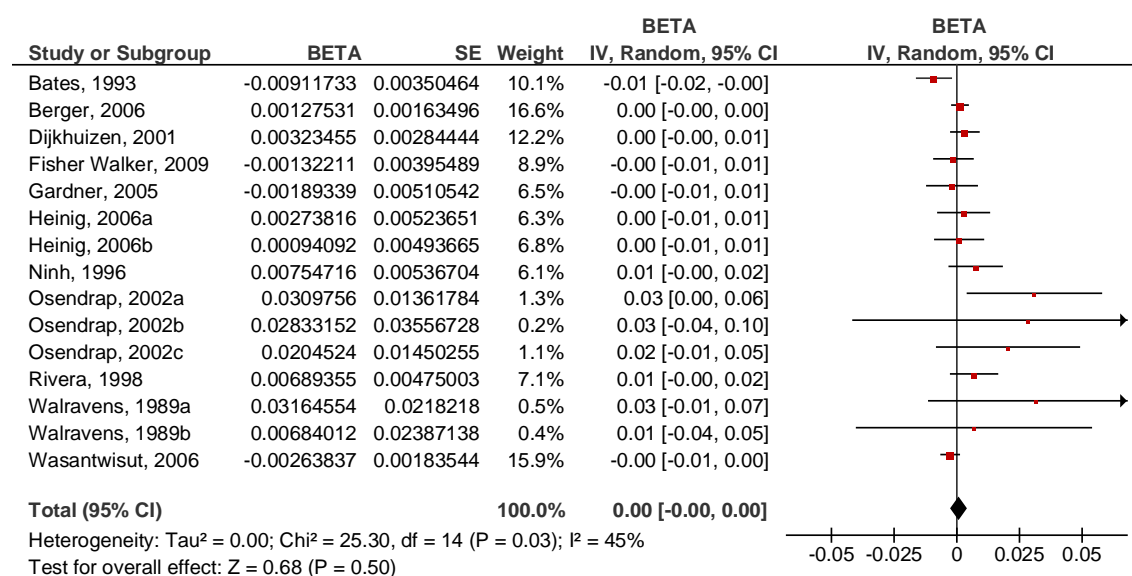 BETA BETA
Study or Subgroup BETA SE Weight IV, Random, 95% CI IV, Random, 95% CI
Bates, 1993 -0.00911733 0.00350464 10.1% -0.01 [-0.02, -0.00]
Berger, 2006 0.00127531 0.00163496 16.6% 0.00 [-0.00, 0.00]
Dijkhuizen, 2001 0.00323455 0.00284444 12.2% 0.00 [-0.00, 0.01]
Fisher Walker, 2009 -0.00132211 0.00395489 8.9% -0.00 [-0.01, 0.01]
Gardner, 2005 -0.00189339 0.00510542 6.5% -0.00 [-0.01, 0.01]
Heinig, 2006a 0.00273816 0.00523651 6.3% 0.00 [-0.01, 0.01]
Heinig, 2006b 0.00094092 0.00493665 6.8% 0.00 [-0.01, 0.01]
Ninh, 1996 0.00754716 0.00536704 6.1% 0.01 [-0.00, 0.02]
Osendrap, 2002a 0.0309756 0.01361784 1.3% 0.03 [0.00, 0.06]
Osendrap, 2002b 0.02833152 0.03556728 0.2% 0.03 [-0.04, 0.10]
Osendrap, 2002c 0.0204524 0.01450255 1.1% 0.02 [-0.01, 0.05]
Rivera, 1998 0.00689355 0.00475003 7.1% 0.01 [-0.00, 0.02]
Walravens, 1989a 0.03164554 0.0218218 0.5% 0.03 [-0.01, 0.07]
Walravens, 1989b 0.00684012 0.02387138 0.4% 0.01 [-0.04, 0.05]
Wasantwisut, 2006 -0.00263837 0.00183544 15.9% -0.00 [-0.01, 0.00]
Total (95% CI) 100.0% 0.00 [-0.00, 0.00]
Heterogeneity: Tau² = 0.00; Chi² = 25.30, df = 14 (P = 0.03); I² = 45%
Test for overall effect: Z = 0.68 (P = 0.50)
-0.05 -0.025 0 0.025 0.05